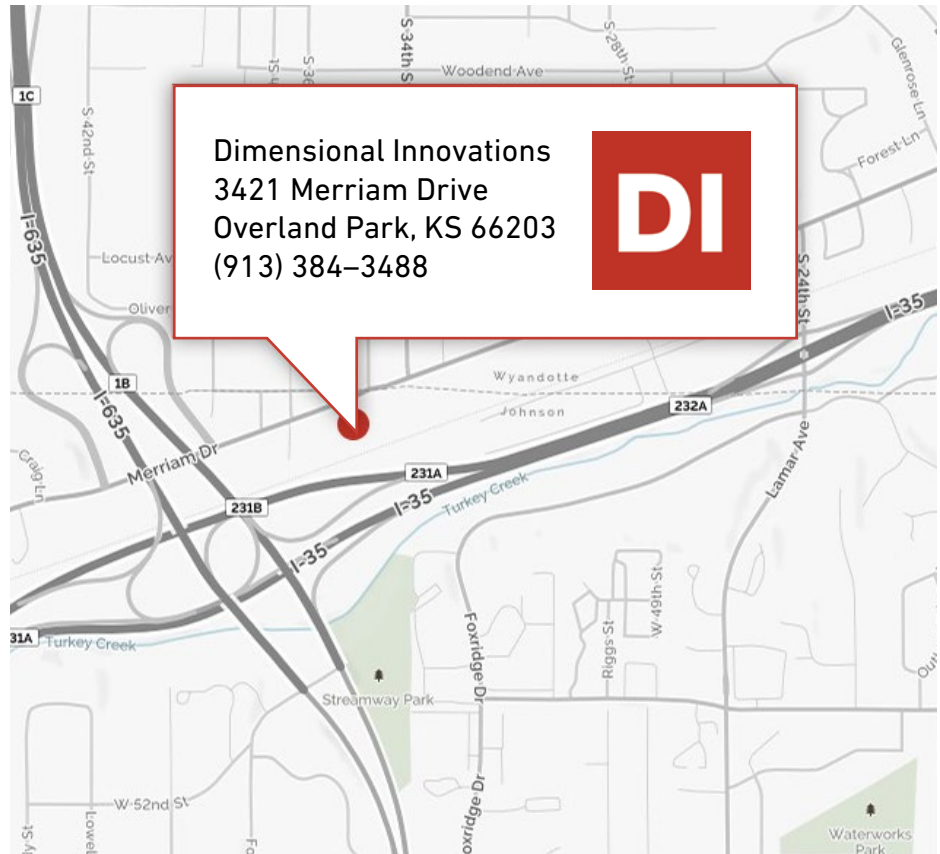 S 34th S
S 28th St
Glenrose Ln
Woodend Ave
1C
S 42nd St
Forest Ln
Dimensional Innovations
3421 Merriam Drive
Overland Park, KS 66203
(913) 384–3488
DI
I-635
Locust Av
Oliver
S 24th St
I-35
Wyandotte
Johnson
1B
232A
I-635
Merriam Dr
Craig Ln
231A
I-35
Turkey Creek
Lamar Ave
231B
I-35
31A
Turkey Creek
Foxridge Dr
Riggs St
W 49th St
Streamway Park
W 52nd St
oxridge Dr
Lowel
Fo
Waterworks
Park